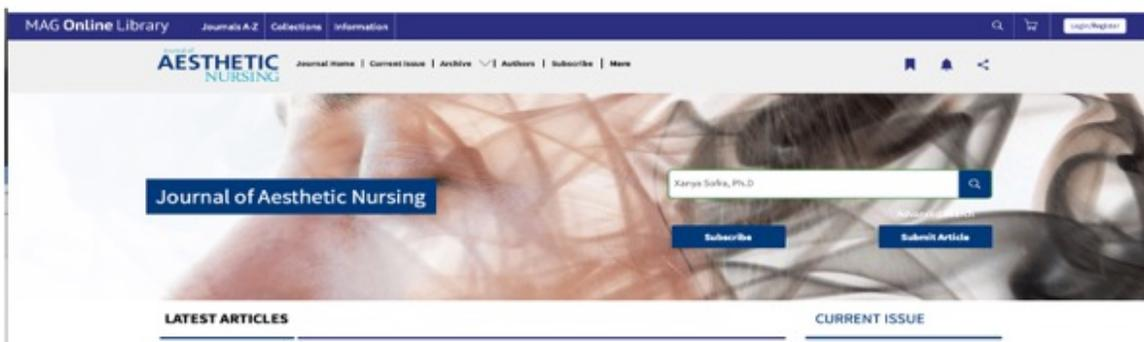 MAG Online Library Journals A-Z Collections Information Login/Register
Journal of
AESTHETIC
NURSING
Journal Home | Current Issue | Archive | Authors | Subscribe | More
Xanya Sofra, Ph.D
Journal of Aesthetic Nursing
Advanced Search
Subscribe Submit Article
LATEST ARTICLES CURRENT ISSUE